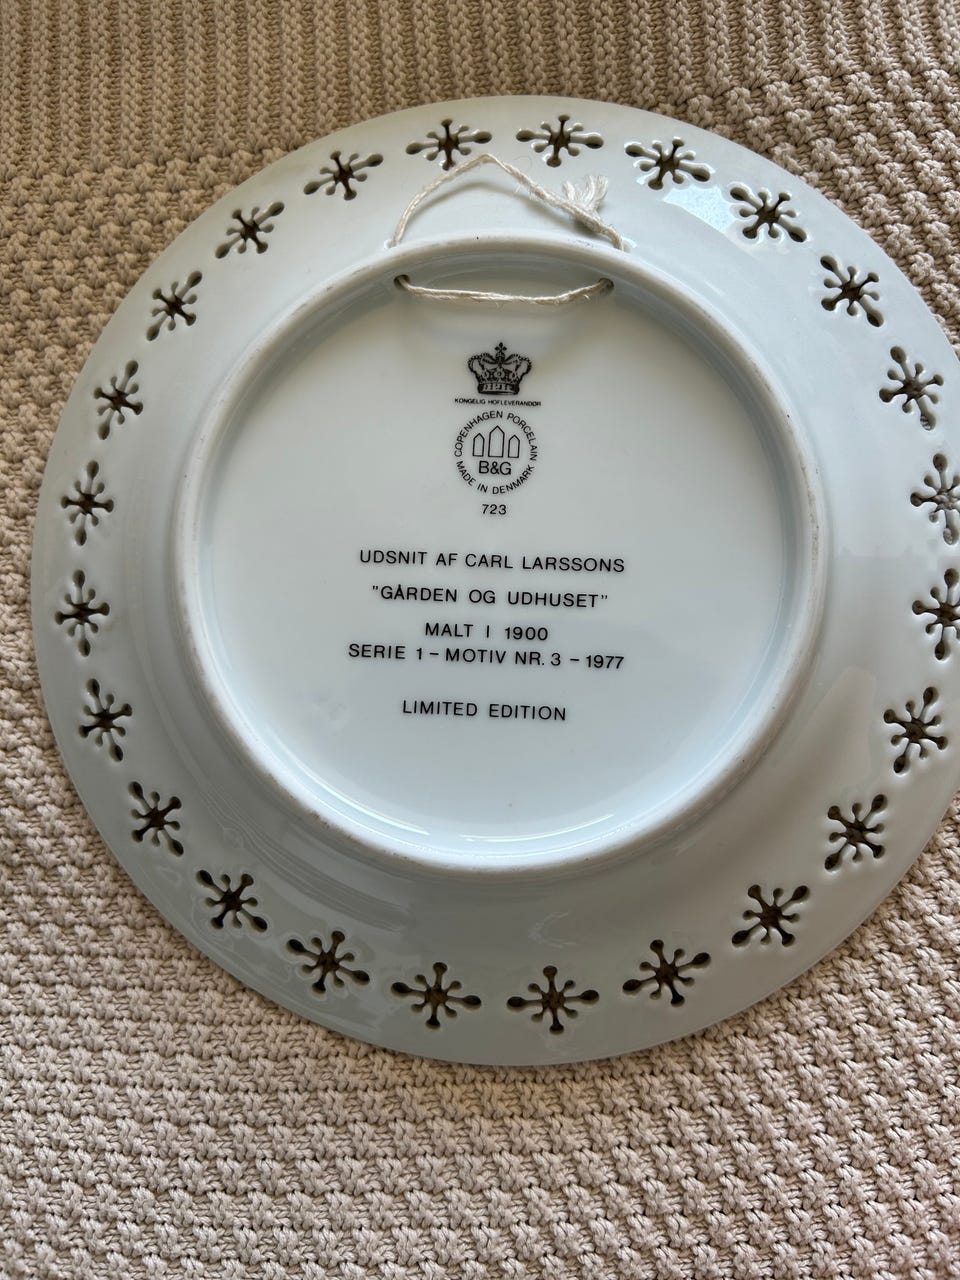 KONGELIG HOFLEVERANDØR
COPENHAGEN PORCELAIN
B&G
MADE IN DENMARK
723
UDSNIT AF CARL LARSSONS
"GÅRDEN OG UDHUSET"
MALT I 1900
SERIE 1 – MOTIV NR. 3 – 1977
LIMITED EDITION